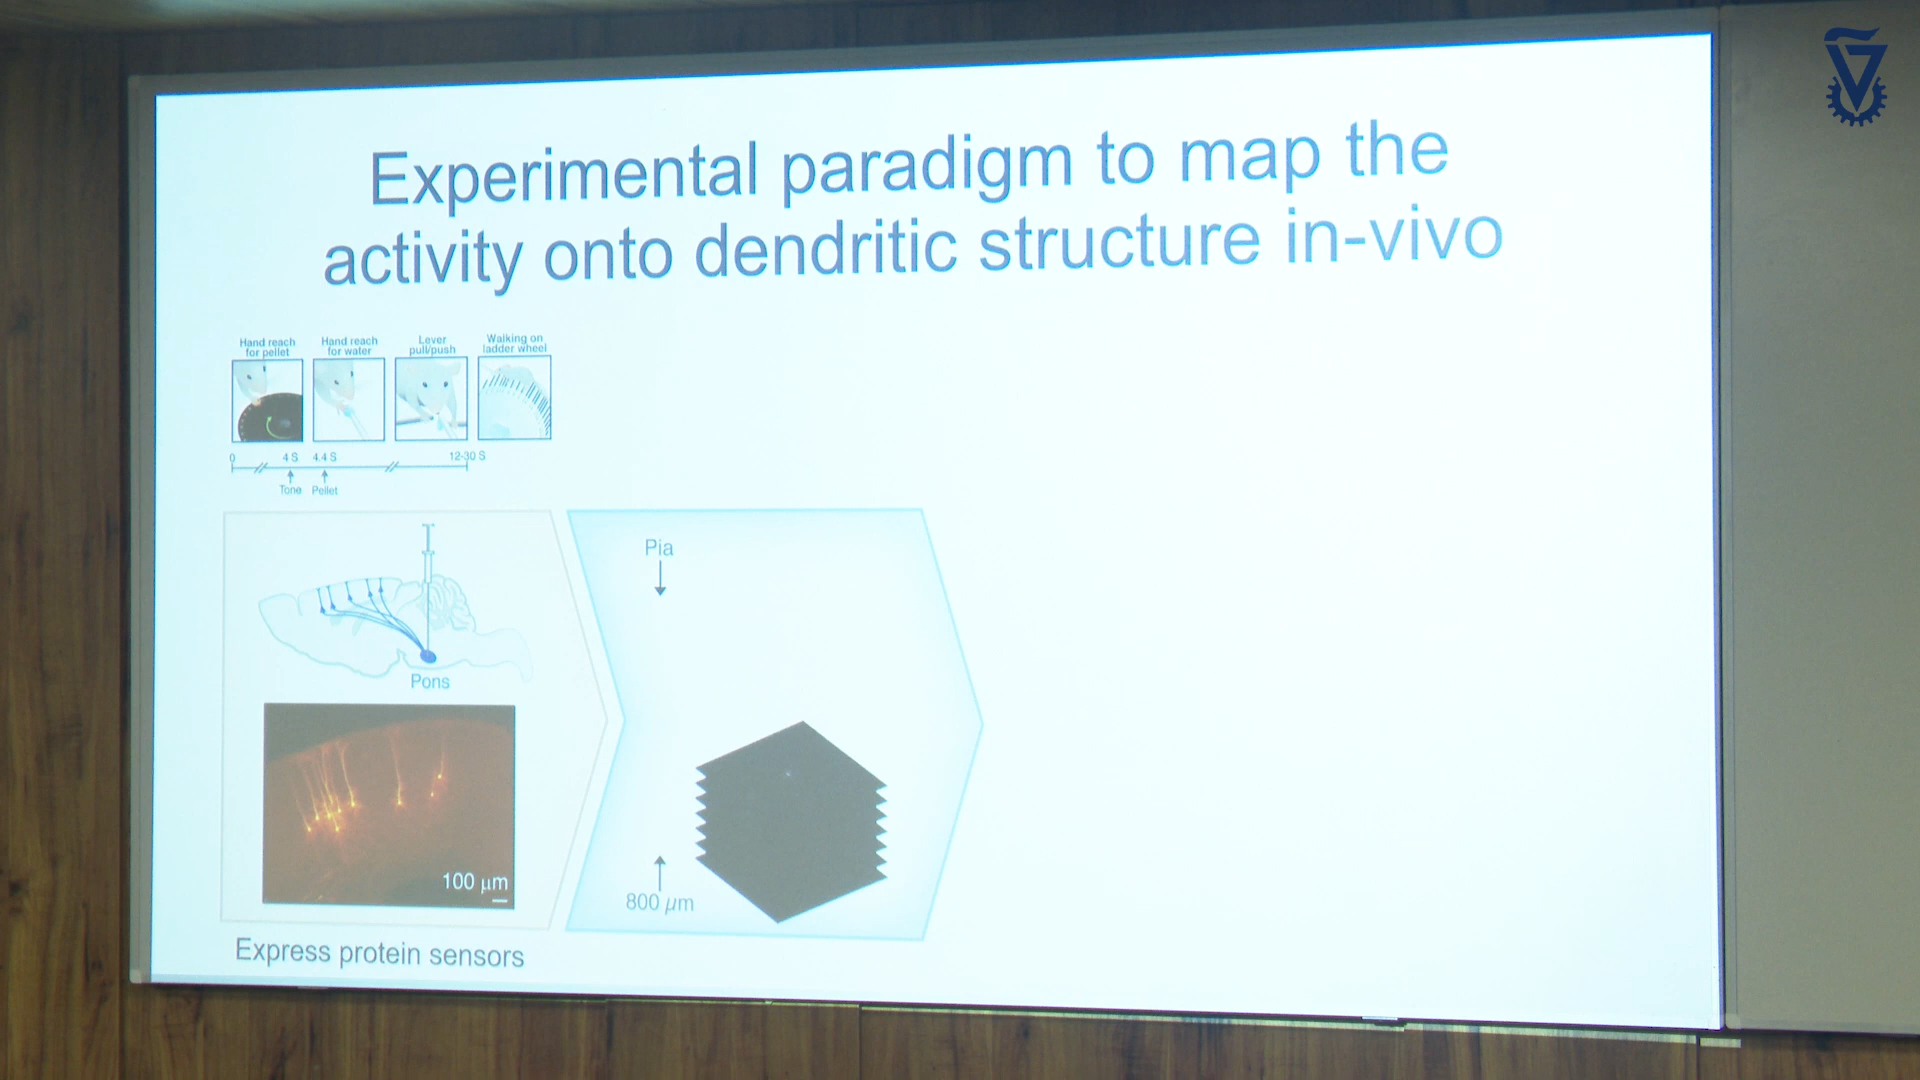 Experimental paradigm to map the
activity onto dendritic structure in-vivo
Hand reach
for pellet
Hand reach
for water
Lever
pull/push
Walking on
ladder wheel
0
4 S
4.4 S
12-30 S
Tone
Pellet
Pia
Pons
100 µm
800 µm
Express protein sensors